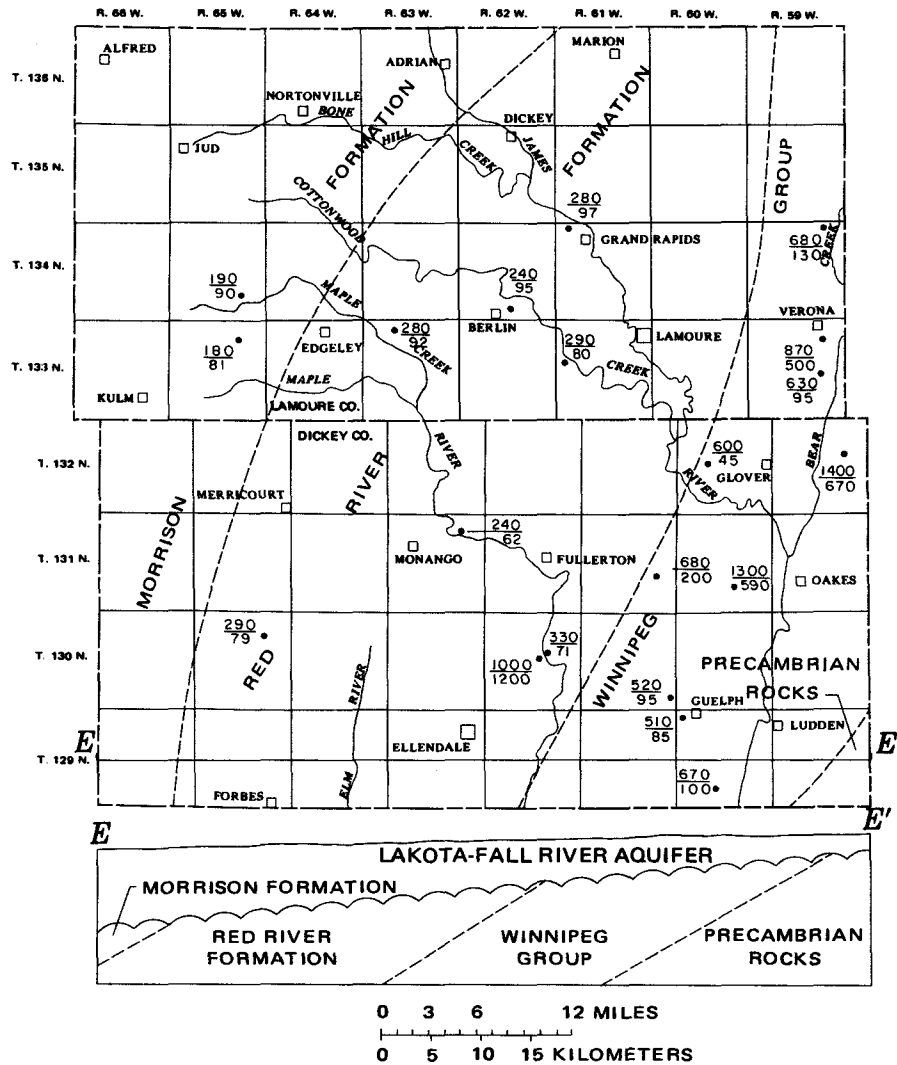 R. 66 W. R. 65 W. R. 64 W. R. 63 W. R. 62 W. R. 61 W. R. 60 W. R. 59 W.
ALFRED
MARION
ADRIAN
T. 136 N.
NORTONVILLE
BONE
FORMATION
DICKEY
FORMATION
HILL
JUD
CREEK
JAMES
T. 135 N.
GROUP
COTTONWOOD
280
97
GRAND RAPIDS
680
130
CREEK
T. 134 N.
190
90
MAPLE
240
95
BERLIN
VERONA
EDGELEY
280
92
CREEK
290
80
LAMOURE
870
500
180
81
T. 133 N.
CREEK
630
95
MAPLE
KULM
LAMOURE CO.
DICKEY CO.
RIVER
600
45
BEAR
T. 132 N.
GLOVER
1400
670
RIVER
RIVER
MERRICOURT
MORRISON
240
62
T. 131 N.
MONANGO
FULLERTON
680
200
1300
590
OAKES
290
79
330
71
T. 130 N.
RED
1000
1200
WINNIPEG
PRECAMBRIAN
ROCKS
RIVER
520
95
GUELPH
510
85
LUDDEN
E
E
ELLENDALE
T. 129 N.
ELM
670
100
FORBES
E
E'
LAKOTA-FALL RIVER AQUIFER
MORRISON FORMATION
RED RIVER
FORMATION
WINNIPEG
GROUP
PRECAMBRIAN
ROCKS
0 3 6 12 MILES
0 5 10 15 KILOMETERS